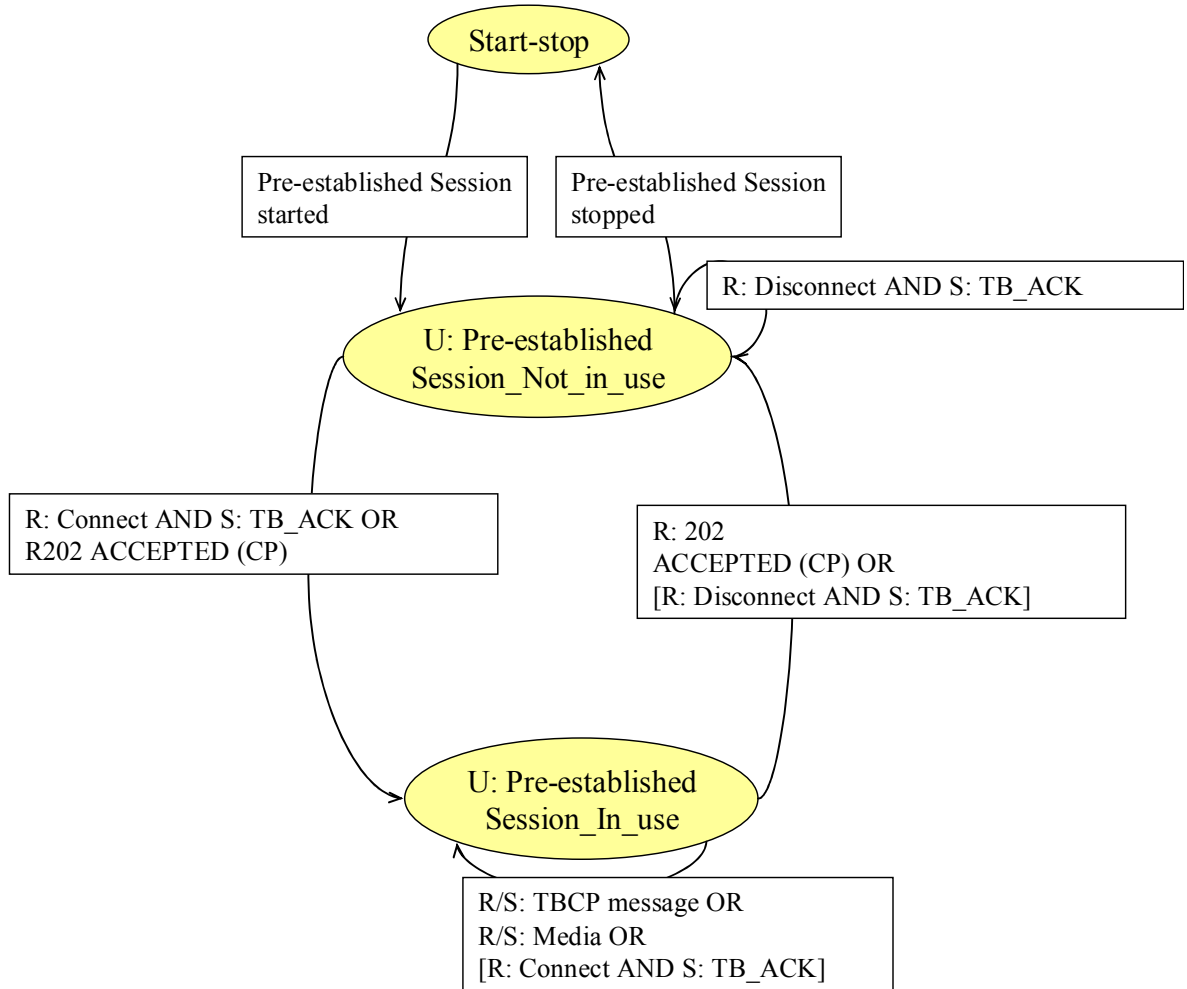 Start-stop
Pre-established Session
started
Pre-established Session
stopped
R: Disconnect AND S: TB_ACK
U: Pre-established
Session_Not_in_use
R: Connect AND S: TB_ACK OR
R202 ACCEPTED (CP)
R: 202
ACCEPTED (CP) OR
[R: Disconnect AND S: TB_ACK]
U: Pre-established
Session_In_use
R/S: TBCP message OR
R/S: Media OR
[R: Connect AND S: TB_ACK]